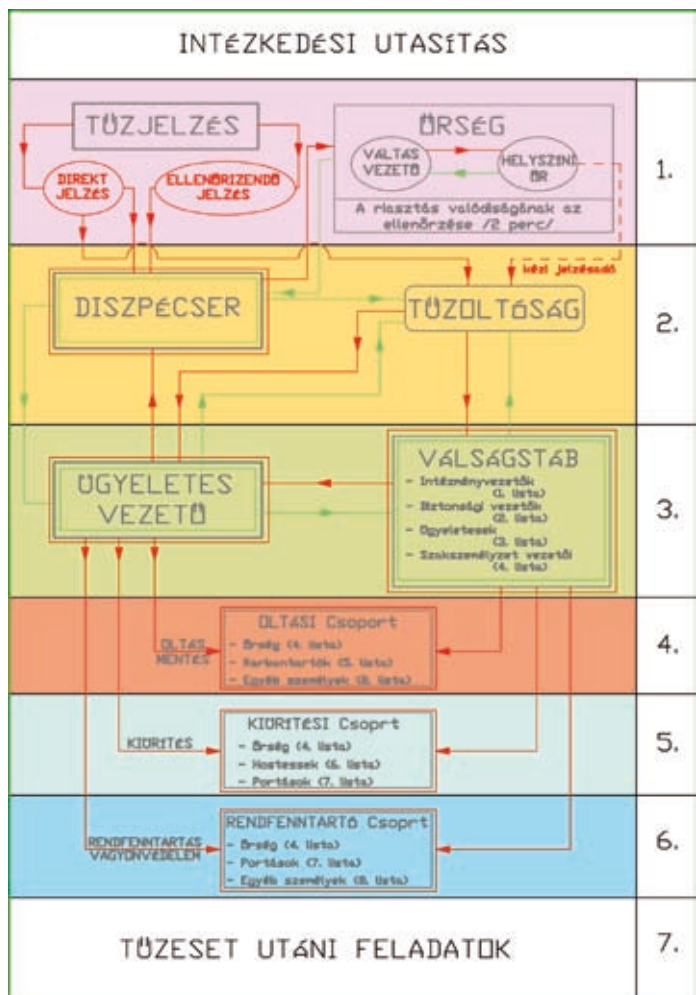 INTÉZKEDÉSI UTASÍTÁS
TŰZJELZÉS
ŐRSÉG
DIREKT
JELZÉS
ELLENŐRIZENDŐ
JELZÉS
VÁLTÁS
VEZETŐ
HELYSZINI
ŐR
A riasztás valódiságának az
ellenőrzése /2 perc/
1.
kézi jelzésadó
DISZPÉCSER
TŰZOLTÓSÁG
2.
ÜGYELETES
VEZETŐ
VÁLSÁGSTÁB
- Intézményvezetők
(1. lista)
- Biztonsági vezetők
(2. lista)
- Ügyeletesek
(3. lista)
- Szakszemélyzet vezetői
(4. lista)
3.
OLTÁSI Csoport
OLTÁS
MENTÉS
- Őrség (4. lista)
- Karbantartók (5. lista)
- Egyéb személyek (8. lista)
4.
KIÜRÍTÉSI Csoprt
KIÜRÍTÉS
- Őrség (4. lista)
- Hostessek (6. lista)
- Portások (7. lista)
5.
RENDFENNTARTÓ Csoprt
RENDFENNTARTÁS
VAGYONVÉDELEM
- Őrség (4. lista)
- Portások (7. lista)
- Egyéb személyek (8. lista)
6.
TŰZESET UTÁNI FELADATOK
7.